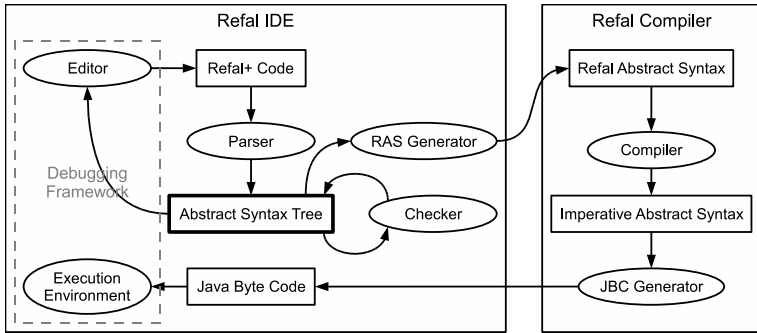 Refal IDE
Refal Compiler
Editor
Refal+ Code
Refal Abstract Syntax
Parser
RAS Generator
Compiler
Debugging
Framework
Abstract Syntax Tree
Checker
Imperative Abstract Syntax
Execution
Environment
Java Byte Code
JBC Generator